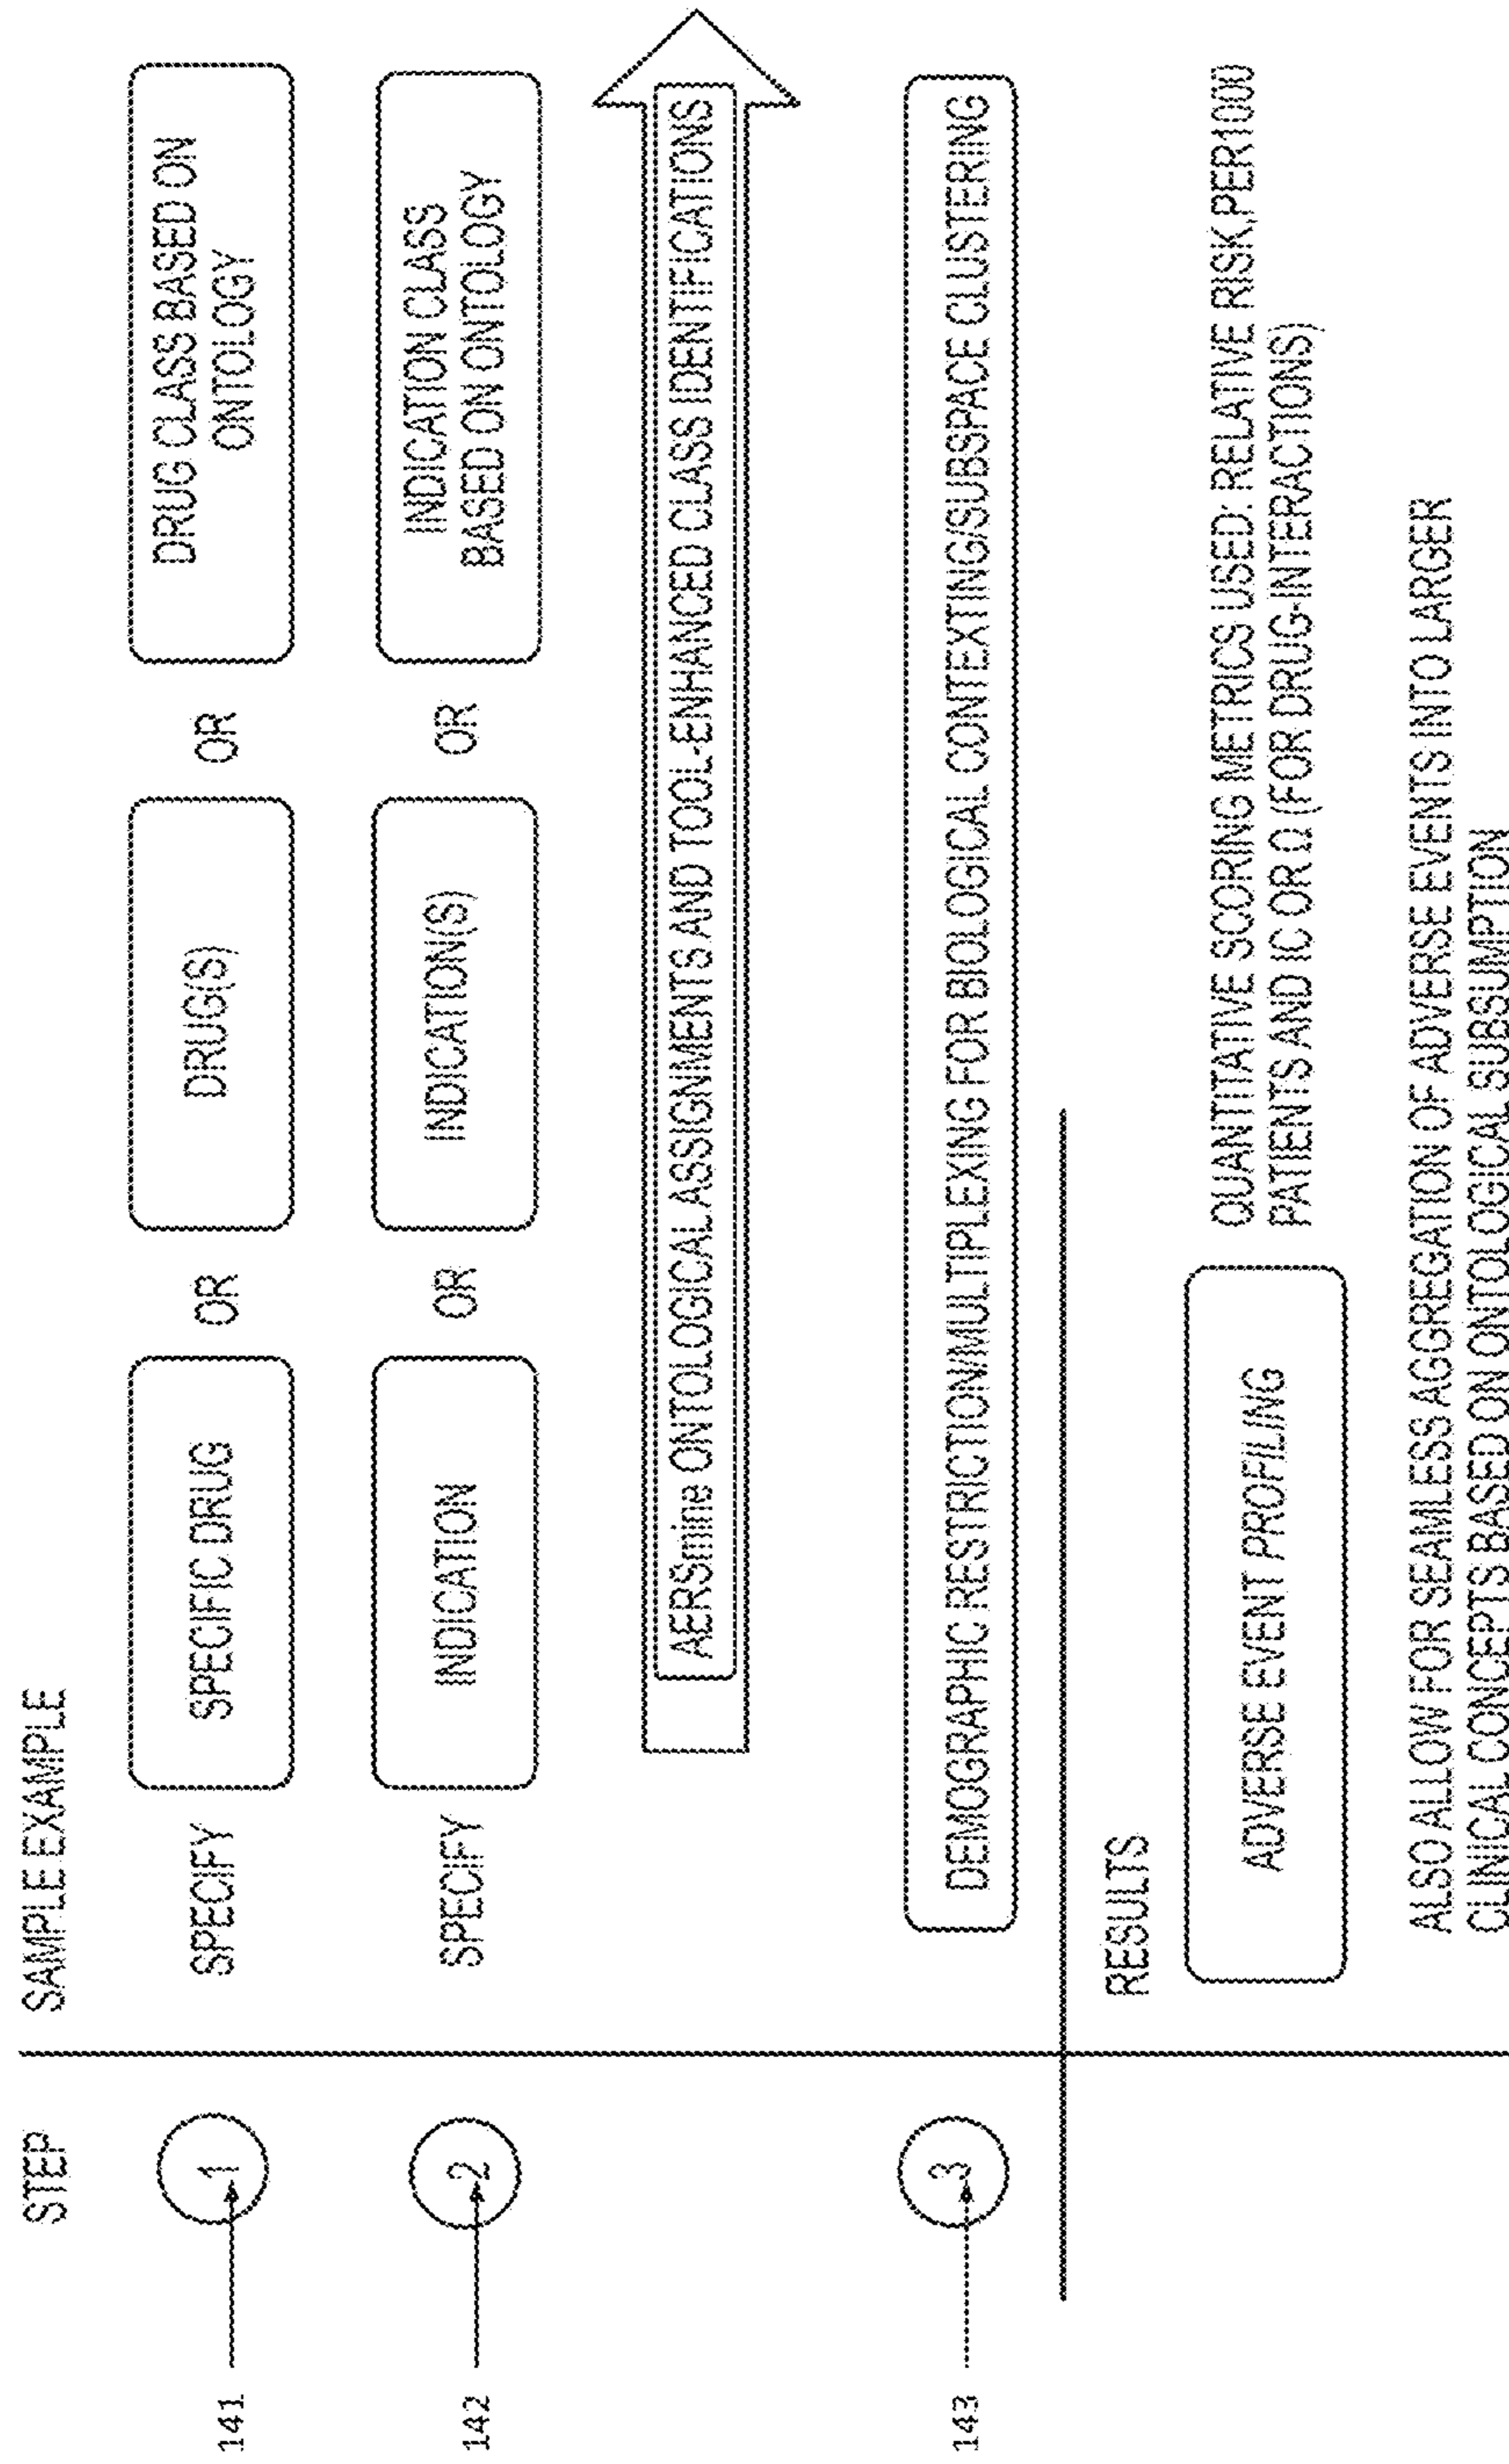 STEP
SAMPLE EXAMPLE
141
1
SPECIFY
SPECIFIC DRUG
OR
DRUG(S)
OR
DRUG CLASS BASED ON
ONTOLOGY
142
2
SPECIFY
INDICATION
OR
INDICATION(S)
OR
INDICATION CLASS
BASED ON ONTOLOGY
AERSmine ONTOLOGICAL ASSIGNMENTS AND TOOL-ENHANCED CLASS IDENTIFICATIONS
143
3
DEMOGRAPHIC RESTRICTION/MULTIPLEXING FOR BIOLOGICAL CONTEXTING/SUBSPACE CLUSTERING
RESULTS
ADVERSE EVENT PROFILING
QUANTITATIVE SCORING METRICS USED: RELATIVE RISK,PER1000
PATIENTS AND IC OR Ω (FOR DRUG-INTERACTIONS)
ALSO ALLOW FOR SEAMLESS AGGREGATION OF ADVERSE EVENTS INTO LARGER
CLINICAL CONCEPTS BASED ON ONTOLOGICAL SUBSUMPTION